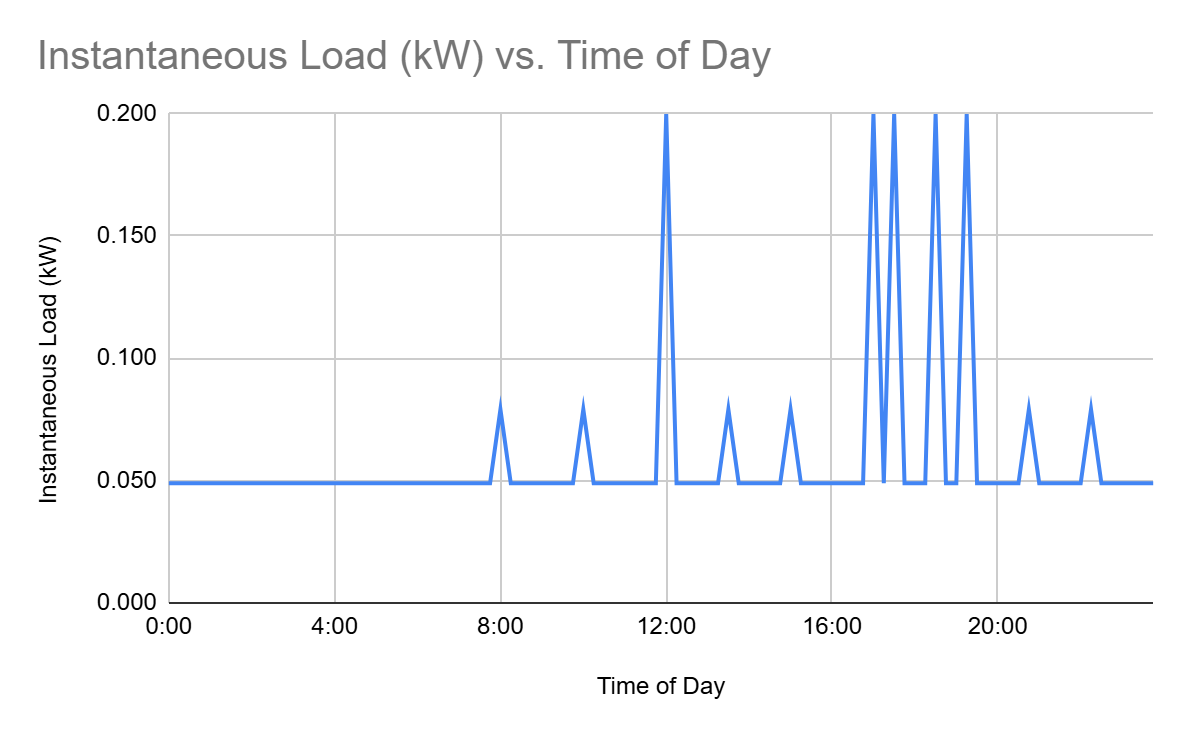 Instantaneous Load (kW) vs. Time of Day
0.200
0.150
0.100
0.050
0.000
Instantaneous Load (kW)
0:00 4:00 8:00 12:00 16:00 20:00
Time of Day